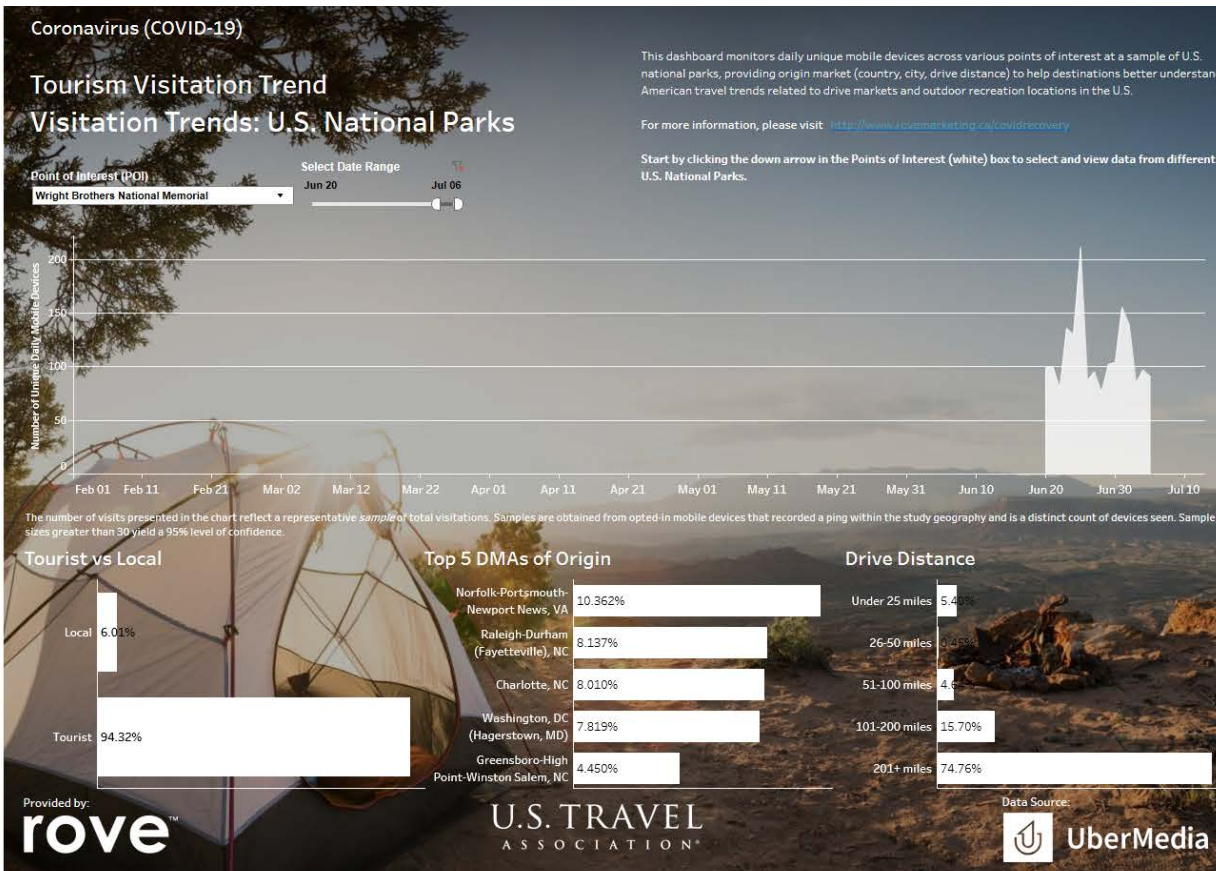 Coronavirus (COVID-19)
Tourism Visitation Trend
Visitation Trends: U.S. National Parks
This dashboard monitors daily unique mobile devices across various points of interest at a sample of U.S.
national parks, providing origin market (country, city, drive distance) to help destinations better understan
American travel trends related to drive markets and outdoor recreation locations in the U.S.
For more information, please visit http://www.rovemarketing.ca/covidrecovery
Start by clicking the down arrow in the Points of Interest (white) box to select and view data from different
U.S. National Parks.
Point of Interest (POI)
Wright Brothers National Memorial
Select Date Range
Jun 20 Jul 06
Number of Unique Daily Mobile Devices
200
150
100
50
0
Feb 01 Feb 11 Feb 21 Mar 02 Mar 12 Mar 22 Apr 01 Apr 11 Apr 21 May 01 May 11 May 21 May 31 Jun 10 Jun 20 Jun 30 Jul 10
The number of visits presented in the chart reflect a representative sample of total visitations. Samples are obtained from opted-in mobile devices that recorded a ping within the study geography and is a distinct count of devices seen. Sample
sizes greater than 30 yield a 95% level of confidence.
Tourist vs Local
Local 6.01%
Tourist 94.32%
Top 5 DMAs of Origin
Norfolk-Portsmouth-
Newport News, VA 10.362%
Raleigh-Durham
(Fayetteville), NC 8.137%
Charlotte, NC 8.010%
Washington, DC
(Hagerstown, MD) 7.819%
Greensboro-High
Point-Winston Salem, NC 4.450%
Drive Distance
Under 25 miles
26-50 miles
51-100 miles
101-200 miles 15.70%
201+ miles 74.76%
Provided by:
rove™
U.S. TRAVEL
ASSOCIATION®
Data Source:
UberMedia